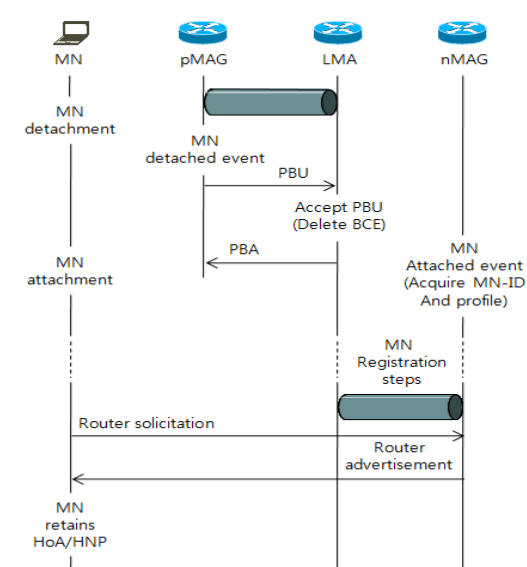 MN
pMAG
LMA
nMAG
MN
detachment
MN
detached event
PBU
Accept PBU
(Delete BCE)
PBA
MN
attachment
MN
Attached event
(Acquire MN-ID
And profile)
MN
Registration
steps
Router solicitation
Router
advertisement
MN
retains
HoA/HNP